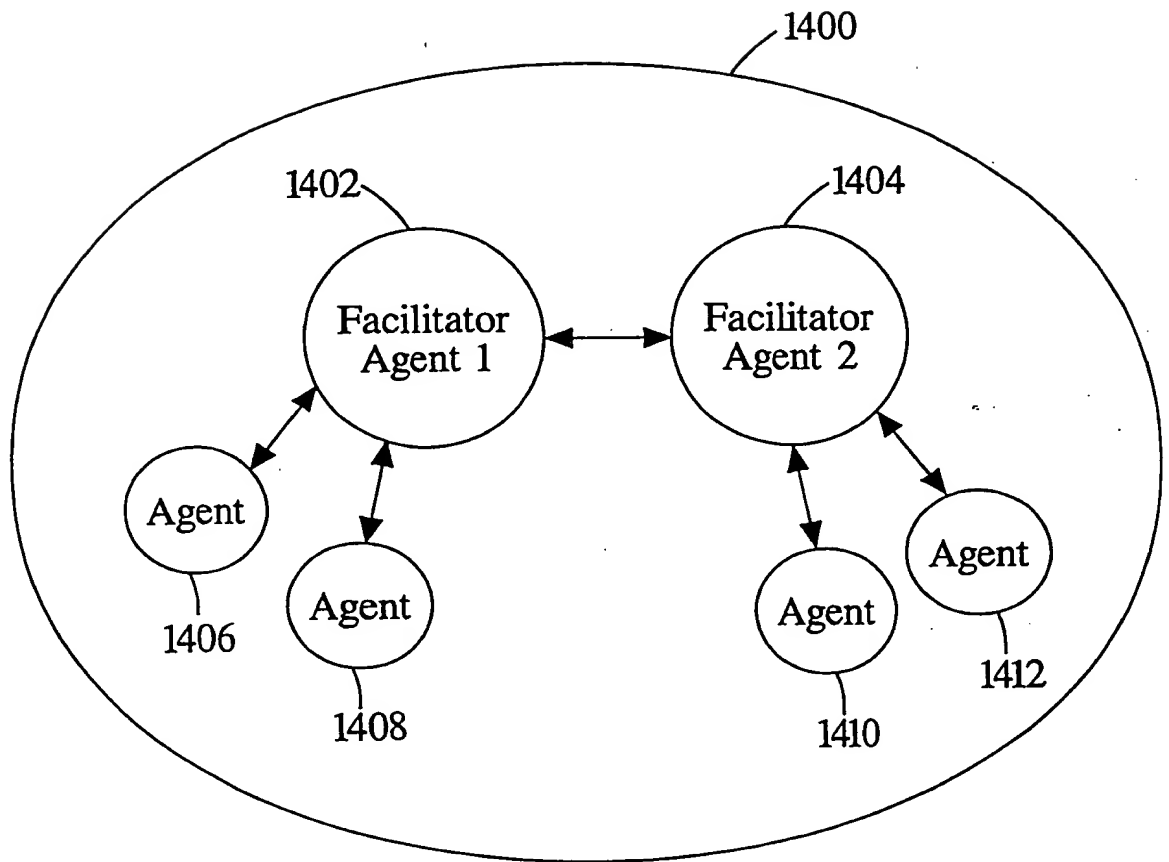 1400
1402
1404
Facilitator
Agent 1
Facilitator
Agent 2
Agent
Agent
Agent
Agent
1406
1408
1410
1412